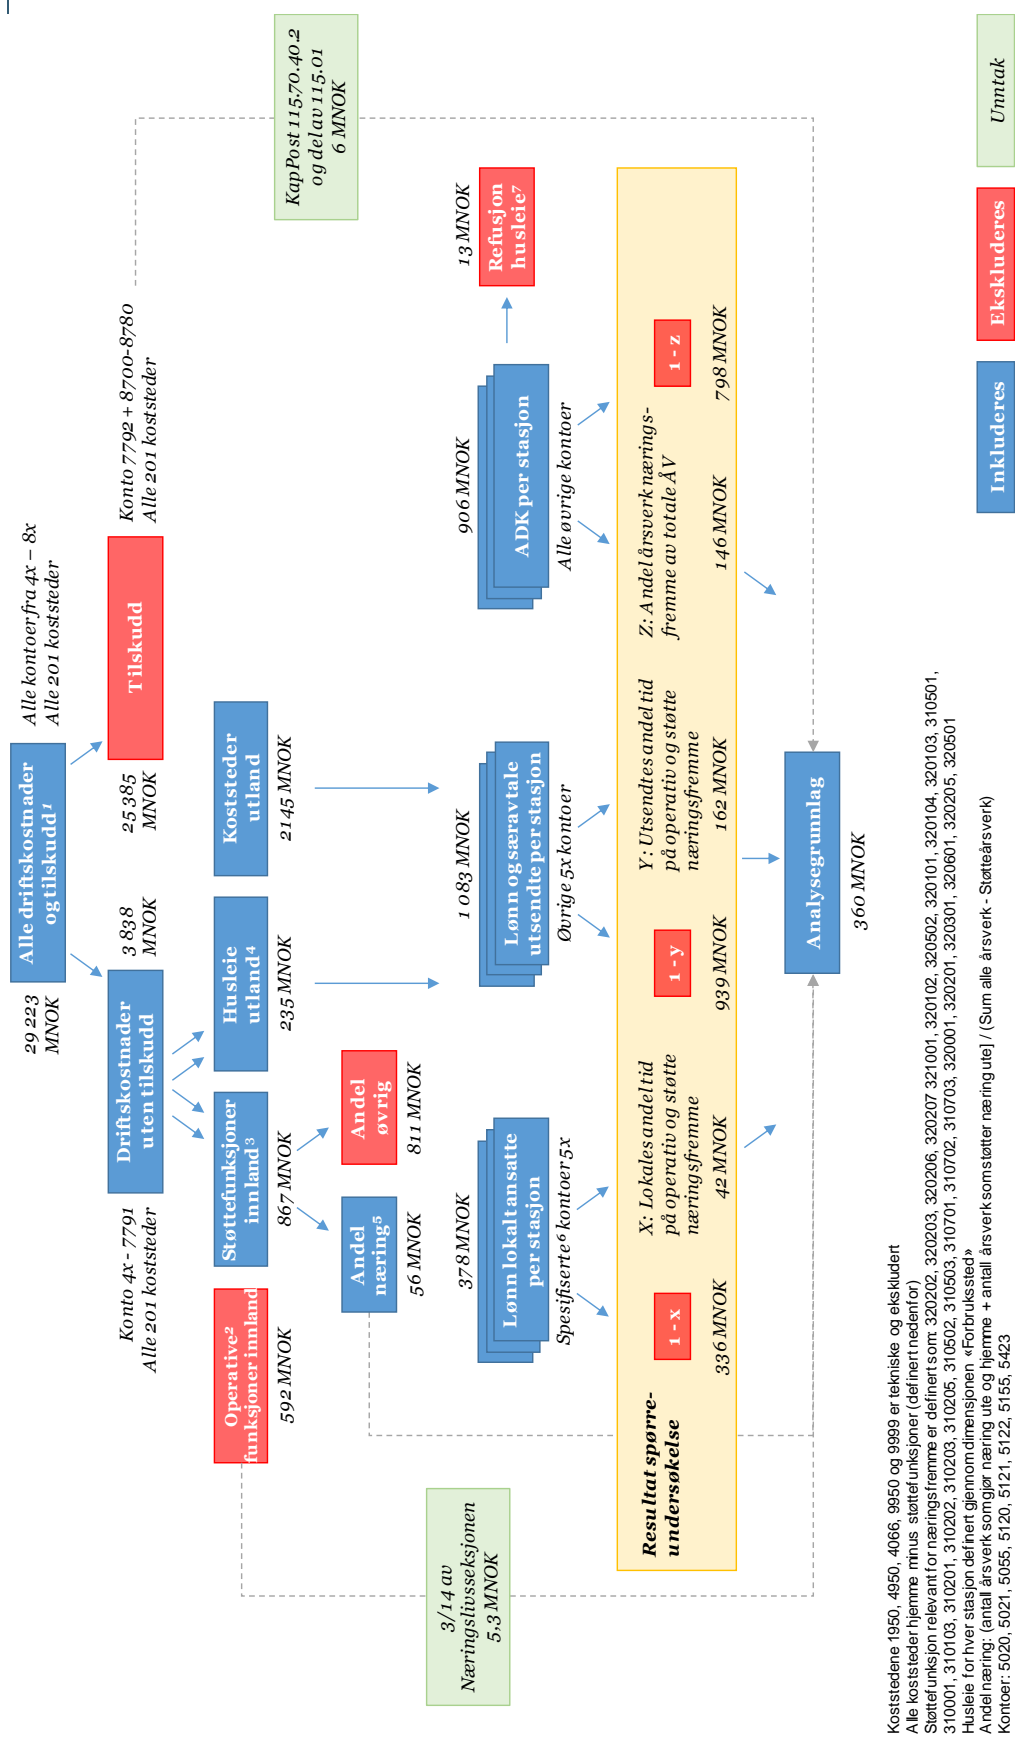 Alle driftskostnader
og tilskudd¹
29 223
MNOK
Alle kontoer fra 4x – 8x
Alle 201 koststeder
Driftskostnader
uten tilskudd
3 838
MNOK
Konto 4x - 7791
Alle 201 koststeder
Tilskudd
25 385
MNOK
Konto 7792 + 8700-8780
Alle 201 koststeder
Operative²
funksjoner innland
592 MNOK
Støttefunksjoner
innland³
867 MNOK
Husleie
utland⁴
235 MNOK
Koststeder
utland
2145 MNOK
KapPost 115.70.40.2
og del av 115.01
6 MNOK
Andel
næring⁵
56 MNOK
Andel
øvrig
811 MNOK
3/14 av
Næringslivsseksjonen
5,3 MNOK
378 MNOK
Lønn lokalt ansatte
per stasjon
Spesifiserte⁶ kontoer 5x
1 083 MNOK
Lønn og særavtale
utsendte per stasjon
Øvrige 5x kontoer
906 MNOK
ADK per stasjon
Alle øvrige kontoer
13 MNOK
Refusjon
husleie⁷
Resultat spørre-
undersøkelse
1 - x
336 MNOK
X: Lokales andel tid
på operativ og støtte
næringsfremme
42 MNOK
1 - y
939 MNOK
Y: Utsendtes andel tid
på operativ og støtte
næringsfremme
162 MNOK
Z: Andel årsverk nærings-
fremme av totale ÅV
146 MNOK
1 - z
798 MNOK
Analysegrunnlag
360 MNOK
Koststedene 1950, 4950, 4066, 9950 og 9999 er tekniske og ekskludert
Alle koststeder hjemme minus støttefunksjoner (definert nedenfor)
Støttefunksjon relevant for næringsfremme er definert som: 320202, 320203, 320206, 320207 321001, 320102, 320502, 320101, 320104, 320103, 310501,
310001, 310103, 310201, 310202, 310203, 310205, 310502, 310503, 310701, 310702, 310703, 320001, 320201, 320301, 320601, 320205, 320501
Husleie for hver stasjon definert gjennom dimensjonen «Forbrukssted»
Andel næring: (antall årsverk som gjør næring ute og hjemme + antall årsverk som støtter næring ute] / (Sum alle årsverk - Støtteårsverk)
Kontoer: 5020, 5021, 5055, 5120, 5121, 5122, 5155, 5423
Inkluderes
Ekskluderes
Unntak